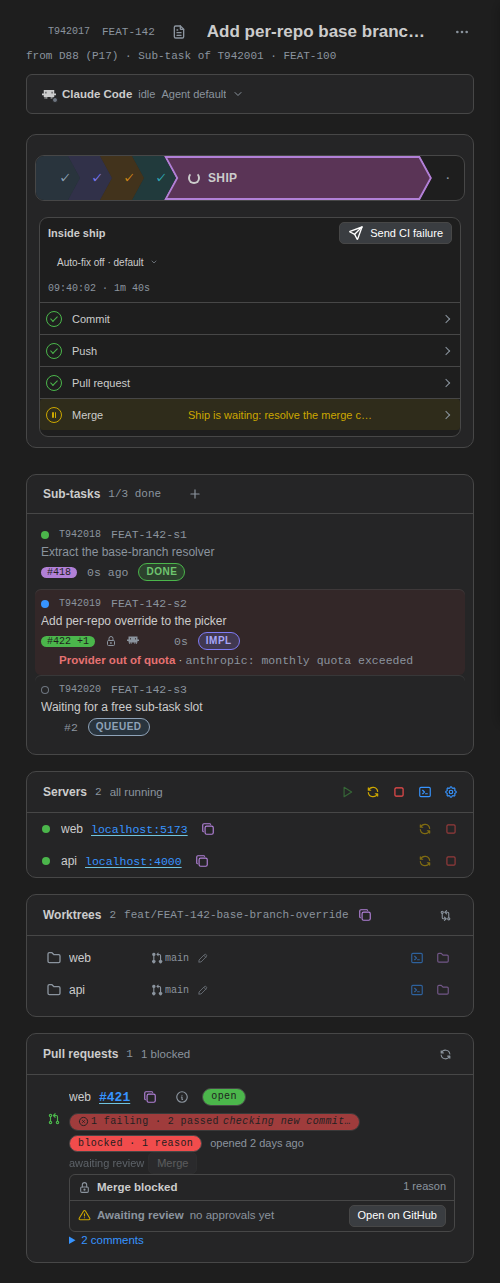 T942017 FEAT-142 Add per-repo base branc…
from D88 (P17) · Sub-task of T942001 · FEAT-100
Claude Code idle Agent default
SHIP
Inside ship Send CI failure
Auto-fix off · default
09:40:02 · 1m 40s
Commit
Push
Pull request
Merge Ship is waiting: resolve the merge c…
Sub-tasks 1/3 done
T942018 FEAT-142-s1
Extract the base-branch resolver
#418 0s ago DONE
T942019 FEAT-142-s2
Add per-repo override to the picker
#422 +1 0s IMPL
Provider out of quota · anthropic: monthly quota exceeded
T942020 FEAT-142-s3
Waiting for a free sub-task slot
#2 QUEUED
Servers 2 all running
web localhost:5173
api localhost:4000
Worktrees 2 feat/FEAT-142-base-branch-override
web main
api main
Pull requests 1 1 blocked
web #421 open
1 failing · 2 passed checking new commit…
blocked · 1 reason opened 2 days ago
awaiting review Merge
Merge blocked 1 reason
Awaiting review no approvals yet Open on GitHub
2 comments